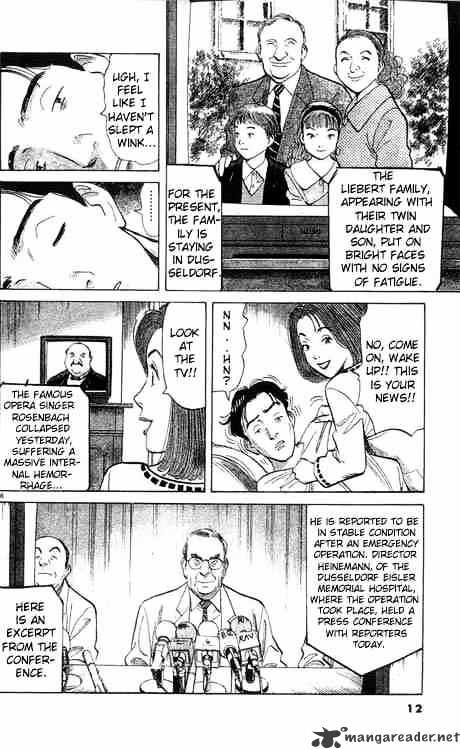 UGH, I
FEEL
LIKE I
HAVEN'T
SLEPT A
WINK...
THE
LIEBERT FAMILY,
APPEARING WITH
THEIR TWIN
DAUGHTER AND
SON, PUT ON
BRIGHT FACES
WITH NO SIGNS
OF FATIGUE.
FOR THE
PRESENT,
THE FAM-
ILY IS
STAYING
IN DUS-
SELDORF.
........
NO, COME
ON, WAKE
UP!! THIS
IS YOUR
NEWS!!
NN...HN?
LOOK
AT THE
TV!!
THE FAMOUS
OPERA SINGER
ROSENBACH
COLLAPSED
YESTERDAY,
SUFFERING A
MASSIVE INTER-
NAL HEMOR-
RHAGE...
HE IS REPORTED TO BE
IN STABLE CONDITION
AFTER AN EMERGENCY
OPERATION. DIRECTOR
HEINEMANN, OF THE
DUSSELDORF EISLER
MEMORIAL HOSPITAL,
WHERE THE OPERATION
TOOK PLACE, HELD A
PRESS CONFERENCE
WITH REPORTERS
TODAY.
HERE
IS AN
EXCERPT
FROM THE
CONFER-
ENCE.
12
mangareader.net